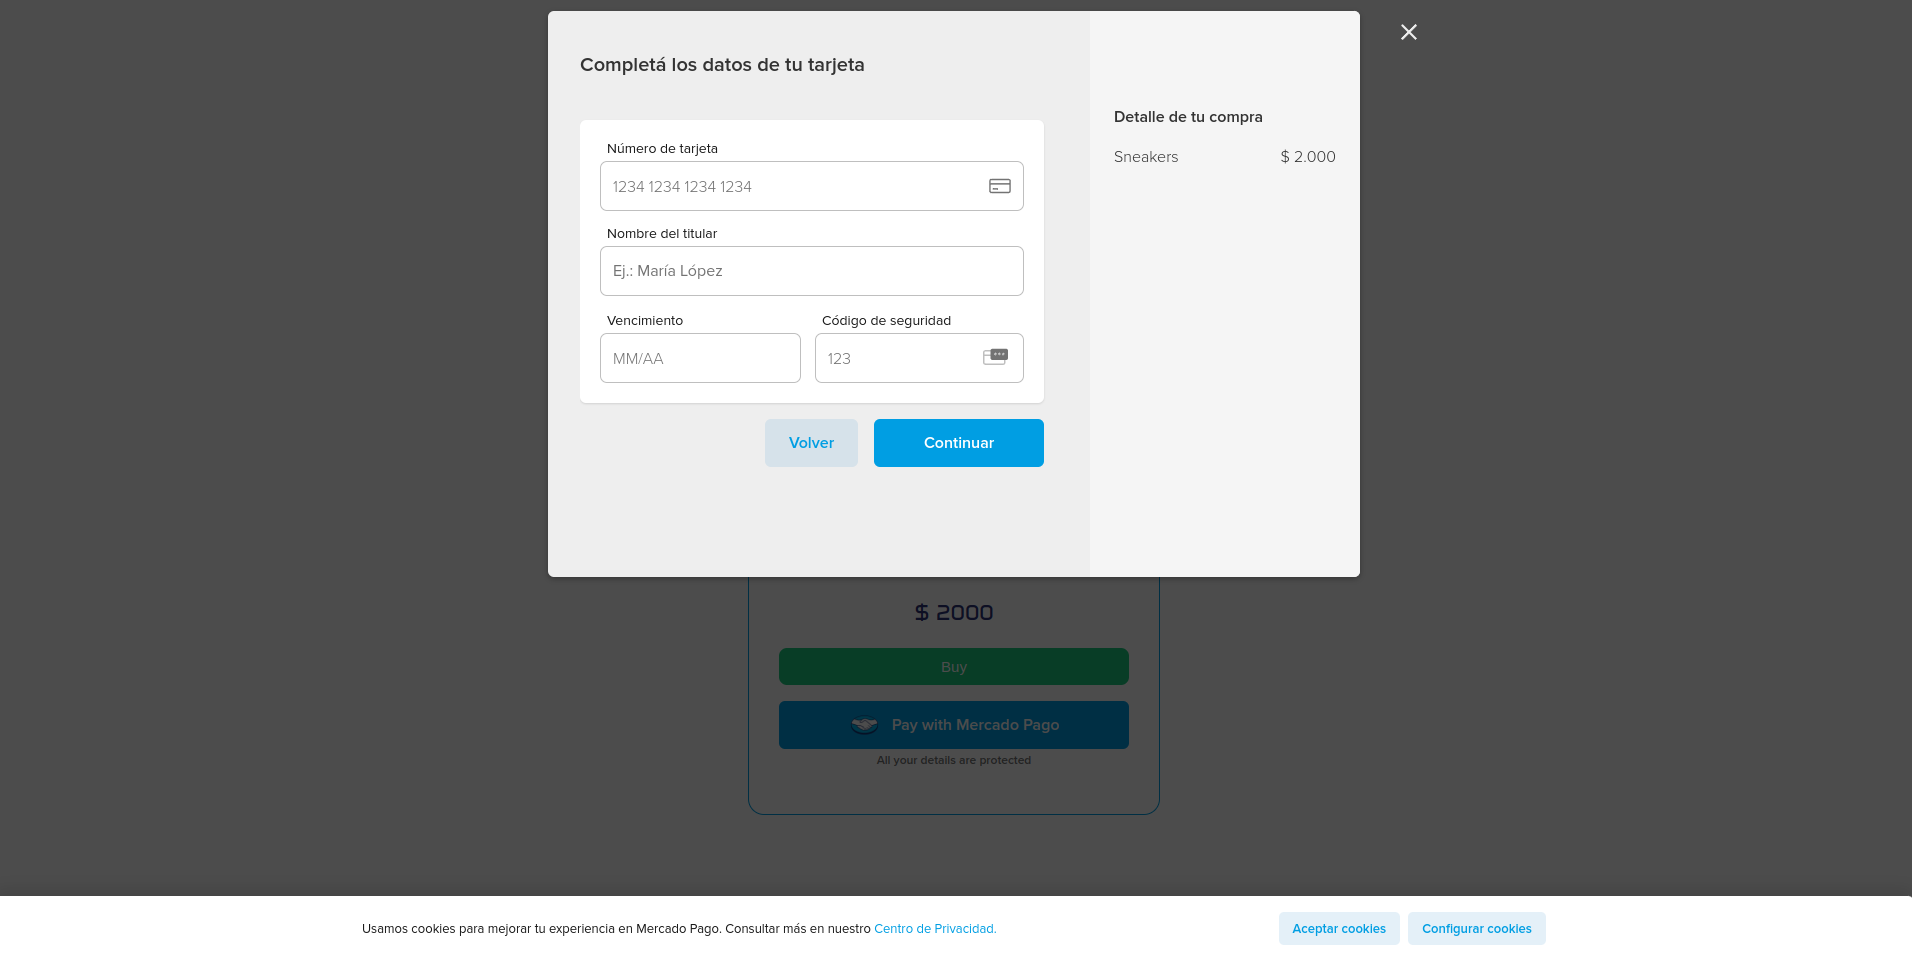 Completá los datos de tu tarjeta
Número de tarjeta
1234 1234 1234 1234
Nombre del titular
Ej.: María López
Vencimiento
Código de seguridad
MM/AA
123
Volver
Continuar
Detalle de tu compra
Sneakers $ 2.000
$ 2000
Buy
Pay with Mercado Pago
All your details are protected
Usamos cookies para mejorar tu experiencia en Mercado Pago. Consultar más en nuestro Centro de Privacidad.
Aceptar cookies
Configurar cookies